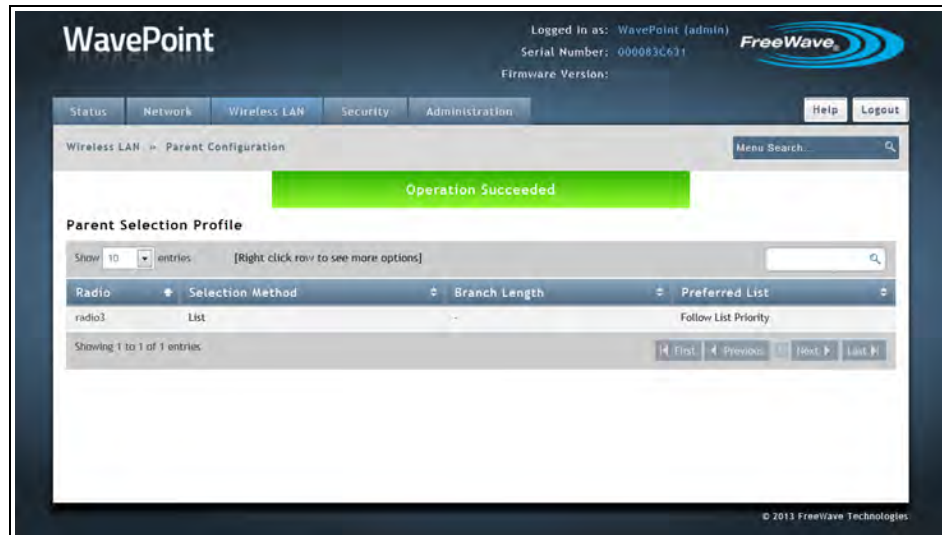 WavePoint
Logged in as: WavePoint (admin)
Serial Number: 000083C631
Firmware Version:
FreeWave®
Status Network Wireless LAN Security Administration Help Logout
Wireless LAN » Parent Configuration Menu Search...
Operation Succeeded
Parent Selection Profile
Show 10 entries [Right click row to see more options]
Radio Selection Method Branch Length Preferred List
radio3 List - Follow List Priority
Showing 1 to 1 of 1 entries First Previous Next Last
© 2013 FreeWave Technologies